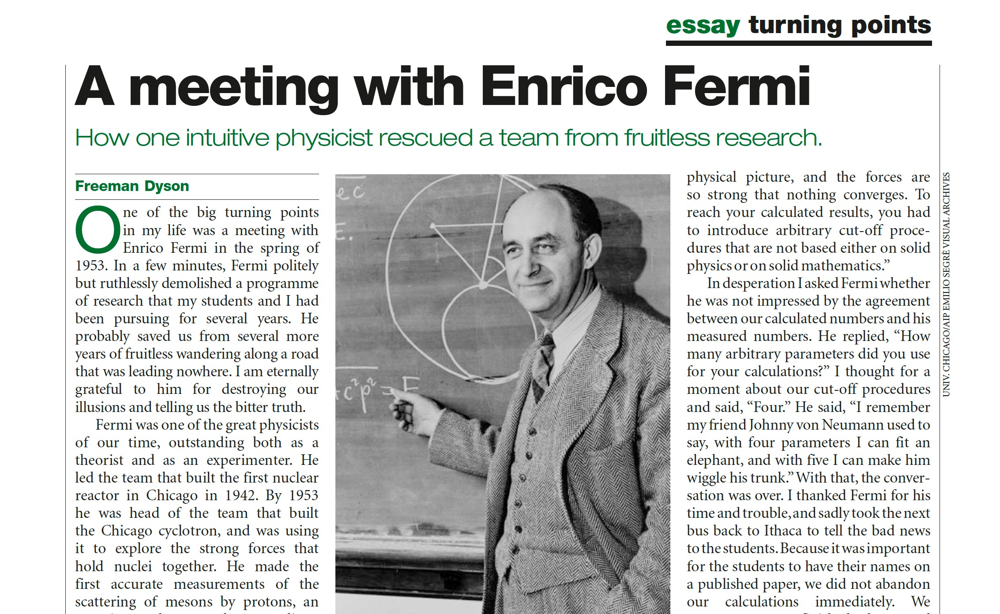 essay turning points
A meeting with Enrico Fermi
How one intuitive physicist rescued a team from fruitless research.
Freeman Dyson
One of the big turning points
in my life was a meeting with
Enrico Fermi in the spring of
1953. In a few minutes, Fermi politely
but ruthlessly demolished a programme
of research that my students and I had
been pursuing for several years. He
probably saved us from several more
years of fruitless wandering along a road
that was leading nowhere. I am eternally
grateful to him for destroying our
illusions and telling us the bitter truth.
Fermi was one of the great physicists
of our time, outstanding both as a
theorist and as an experimenter. He
led the team that built the first nuclear
reactor in Chicago in 1942. By 1953
he was head of the team that built
the Chicago cyclotron, and was using
it to explore the strong forces that
hold nuclei together. He made the
first accurate measurements of the
scattering of mesons by protons, an
ec
E.
+c²p² = E
physical picture, and the forces are
so strong that nothing converges. To
reach your calculated results, you had
to introduce arbitrary cut-off proce-
dures that are not based either on solid
physics or on solid mathematics.”
In desperation I asked Fermi whether
he was not impressed by the agreement
between our calculated numbers and his
measured numbers. He replied, “How
many arbitrary parameters did you use
for your calculations?” I thought for a
moment about our cut-off procedures
and said, “Four.” He said, “I remember
my friend Johnny von Neumann used to
say, with four parameters I can fit an
elephant, and with five I can make him
wiggle his trunk.” With that, the conver-
sation was over. I thanked Fermi for his
time and trouble, and sadly took the next
bus back to Ithaca to tell the bad news
to the students. Because it was important
for the students to have their names on
a published paper, we did not abandon
our calculations immediately. We
UNIV. CHICAGO/AIP EMILIO SEGRÈ VISUAL ARCHIVES